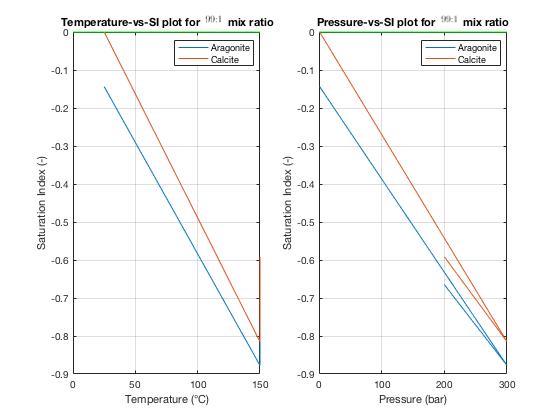 Temperature-vs-SI plot for 99:1 mix ratio
0
-0.1
-0.2
-0.3
-0.4
-0.5
-0.6
-0.7
-0.8
-0.9
Saturation Index (-)
Aragonite
Calcite
0 50 100 150
Temperature (°C)
Pressure-vs-SI plot for 99:1 mix ratio
0
-0.1
-0.2
-0.3
-0.4
-0.5
-0.6
-0.7
-0.8
-0.9
Saturation Index (-)
Aragonite
Calcite
0 100 200 300
Pressure (bar)